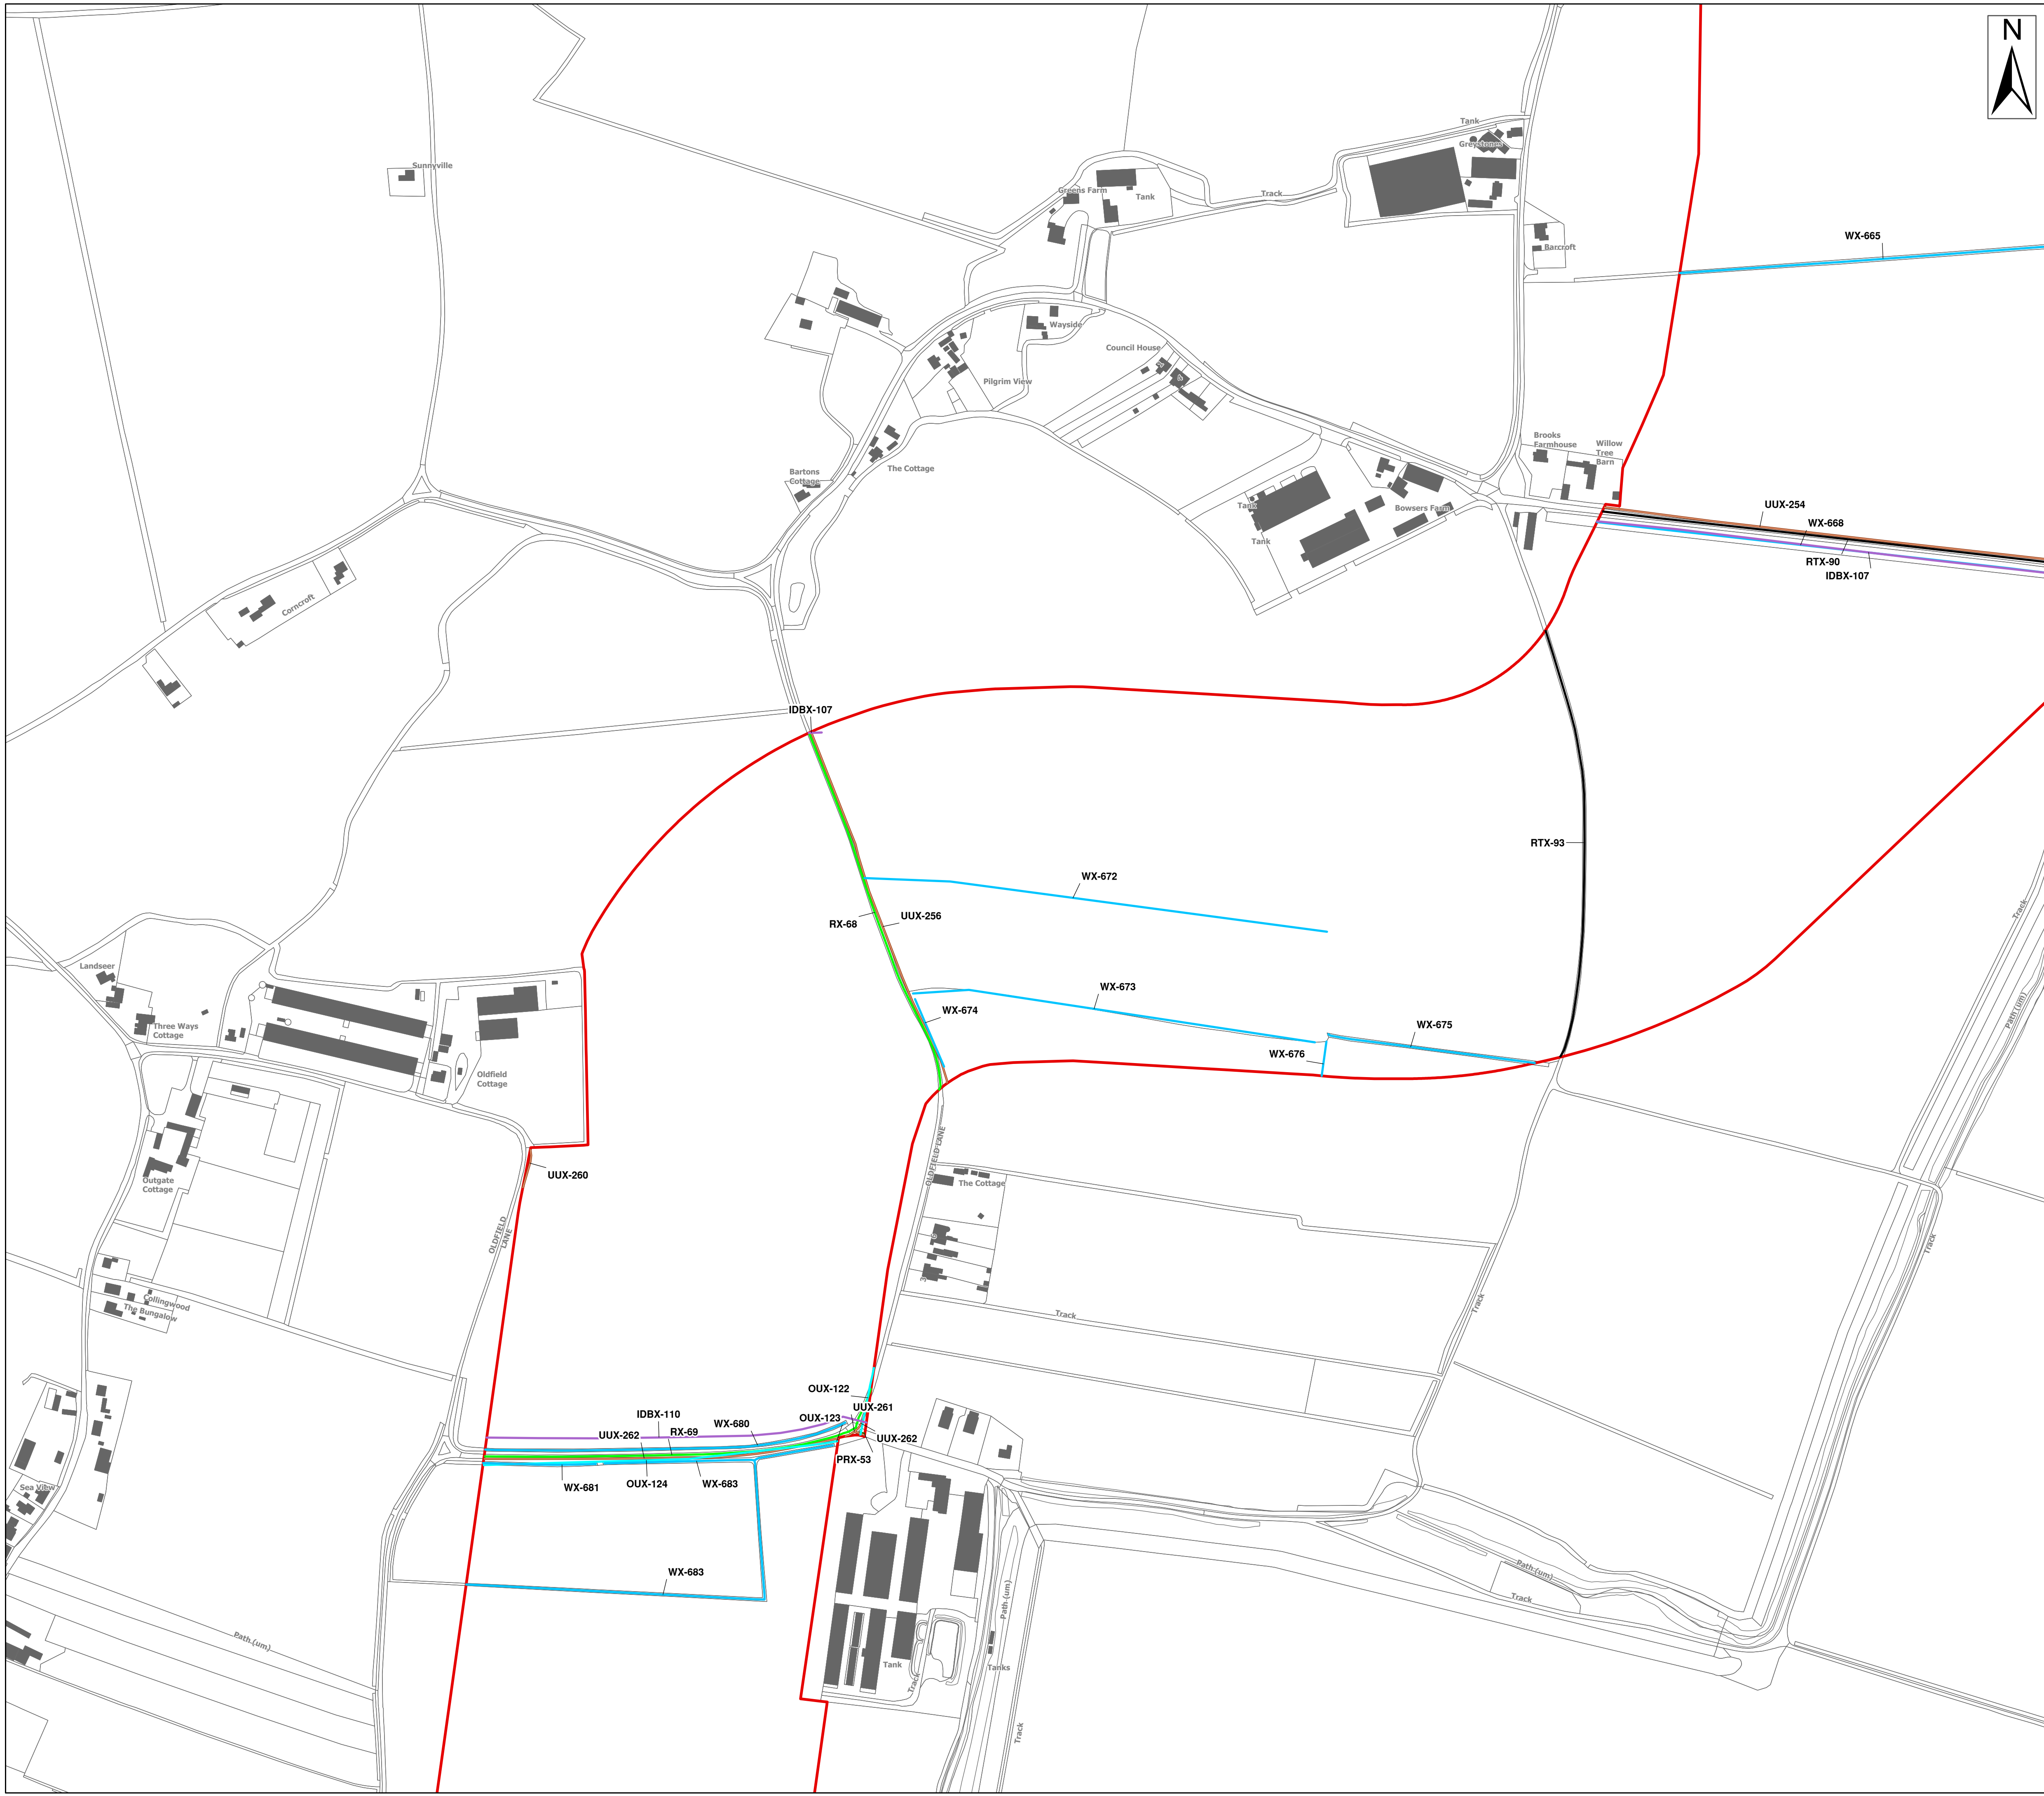 N
Tank
Greystones
Sunnyville
Greens Farm
Tank
Track
WX-665
Barcroft
Wayside
Council House
Pilgrim View
Brooks
Farmhouse
Willow
Tree
Barn
The Cottage
Bartons
Cottage
Tank
Bowsers Farm
UUX-254
WX-668
Tank
RTX-90
IDBX-107
Corncroft
IDBX-107
RTX-93
WX-672
RX-68
UUX-256
Track
Landseer
WX-673
WX-674
Path (um)
Three Ways
Cottage
WX-675
WX-676
Oldfield
Cottage
OLDFIELD LANE
UUX-260
Outgate
Cottage
The Cottage
OLDFIELD
LANE
6
Track
3
Collingwood
The Bungalow
Track
Track
OUX-122
UUX-261
IDBX-110
OUX-123
WX-680
RX-69
UUX-262
UUX-262
PRX-53
Sea View
WX-681
OUX-124
WX-683
WX-683
Path (um)
Path (um)
Track
Path (um)
Tank
Tanks
Track
Track